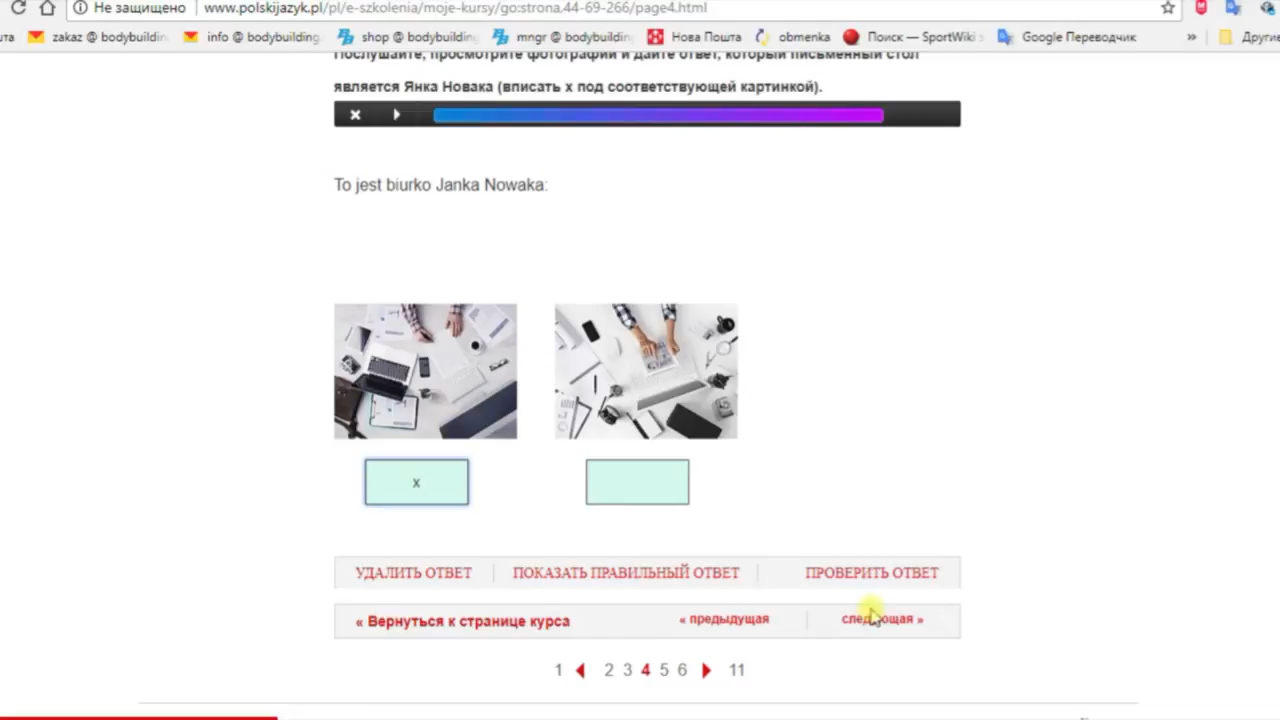 Не защищено www.polskijazyk.pl/pl/e-szkolenia/moje-kursy/go:strona,44-69-266/page4.html
zakaz @ bodybuilding info @ bodybuilding. shop @ bodybuilding mngr @ bodybuilding Нова Пошта obmenka Поиск — SportWiki Google Переводчик » Другие
Послушайте, просмотрите фотографии и дайте ответ, который письменный стол
является Янка Новака (вписать x под соответствующей картинкой).
To jest biurko Janka Nowaka:
x
УДАЛИТЬ ОТВЕТ ПОКАЗАТЬ ПРАВИЛЬНЫЙ ОТВЕТ ПРОВЕРИТЬ ОТВЕТ
« Вернуться к странице курса « предыдущая следующая »
1 2 3 4 5 6 11